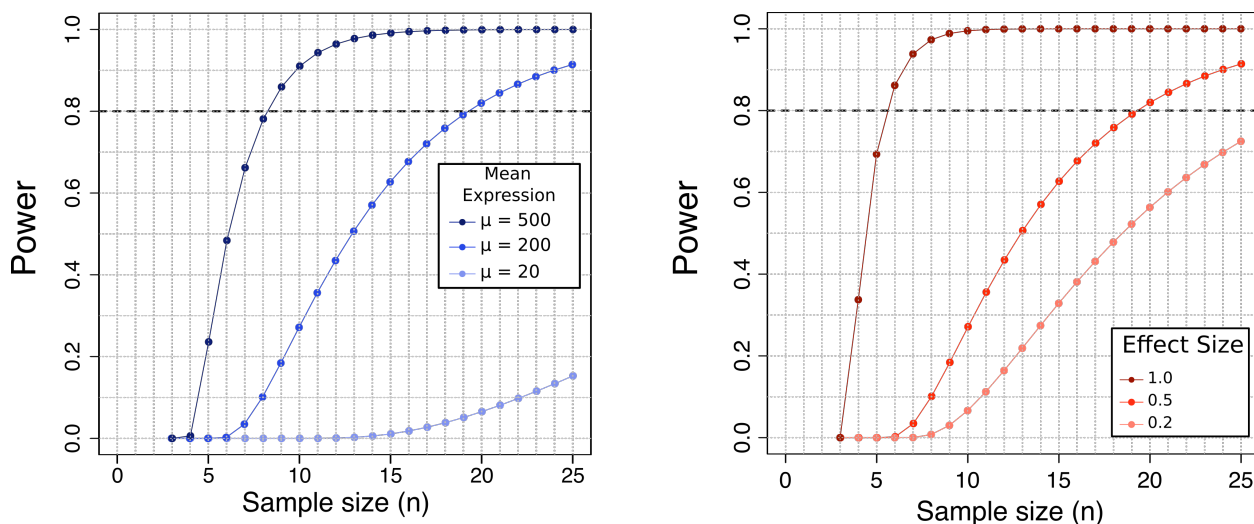 Power
1.0
0.8
0.6
0.4
0.2
0.0
Mean
Expression
μ = 500
μ = 200
μ = 20
0 5 10 15 20 25
Sample size (n)
Power
1.0
0.8
0.6
0.4
0.2
0.0
Effect Size
1.0
0.5
0.2
0 5 10 15 20 25
Sample size (n)